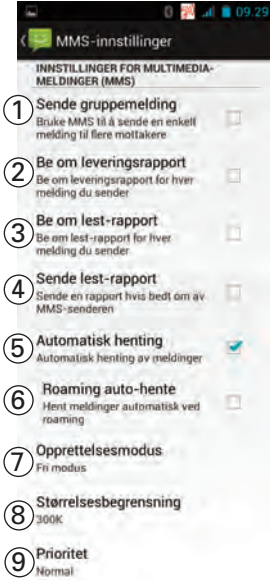 09.29
MMS-innstillinger
INNSTILLINGER FOR MULTIMEDIA-
MELDINGER (MMS)
1 Sende gruppemelding
Bruke MMS til å sende en enkelt
melding til flere mottakere
2 Be om leveringsrapport
Be om leveringsrapport for hver
melding du sender
3 Be om lest-rapport
Be om lest-rapport for hver
melding du sender
4 Sende lest-rapport
Sende en rapport hvis bedt om av
MMS-senderen
5 Automatisk henting
Automatisk henting av meldinger
6 Roaming auto-hente
Hent meldinger automatisk ved
roaming
7 Opprettelsesmodus
Fri modus
8 Størrelsesbegrensning
300K
9 Prioritet
Normal